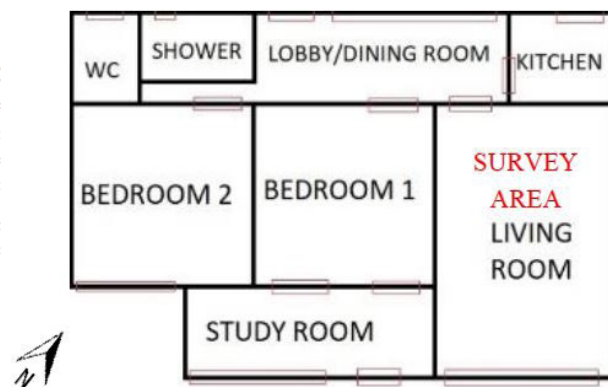 WC
SHOWER
LOBBY/DINING ROOM
KITCHEN
BEDROOM 2
BEDROOM 1
SURVEY
AREA
LIVING
ROOM
STUDY ROOM
N